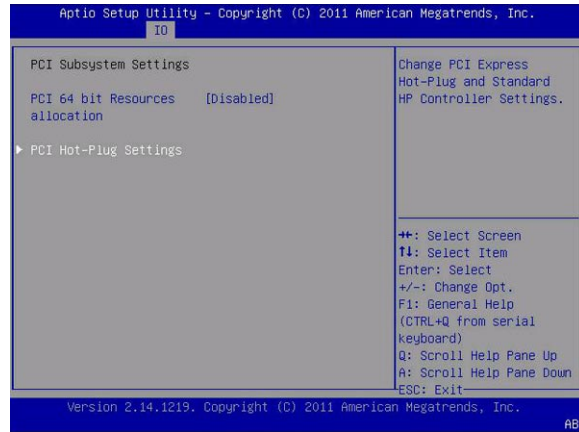 Aptio Setup Utility – Copyright (C) 2011 American Megatrends, Inc.
IO
PCI Subsystem Settings
PCI 64 bit Resources [Disabled]
allocation
PCI Hot-Plug Settings
Change PCI Express
Hot-Plug and Standard
HP Controller Settings.
→←: Select Screen
↑↓: Select Item
Enter: Select
+/-: Change Opt.
F1: General Help
(CTRL+Q from serial
keyboard)
Q: Scroll Help Pane Up
A: Scroll Help Pane Down
ESC: Exit
Version 2.14.1219. Copyright (C) 2011 American Megatrends, Inc.
AB